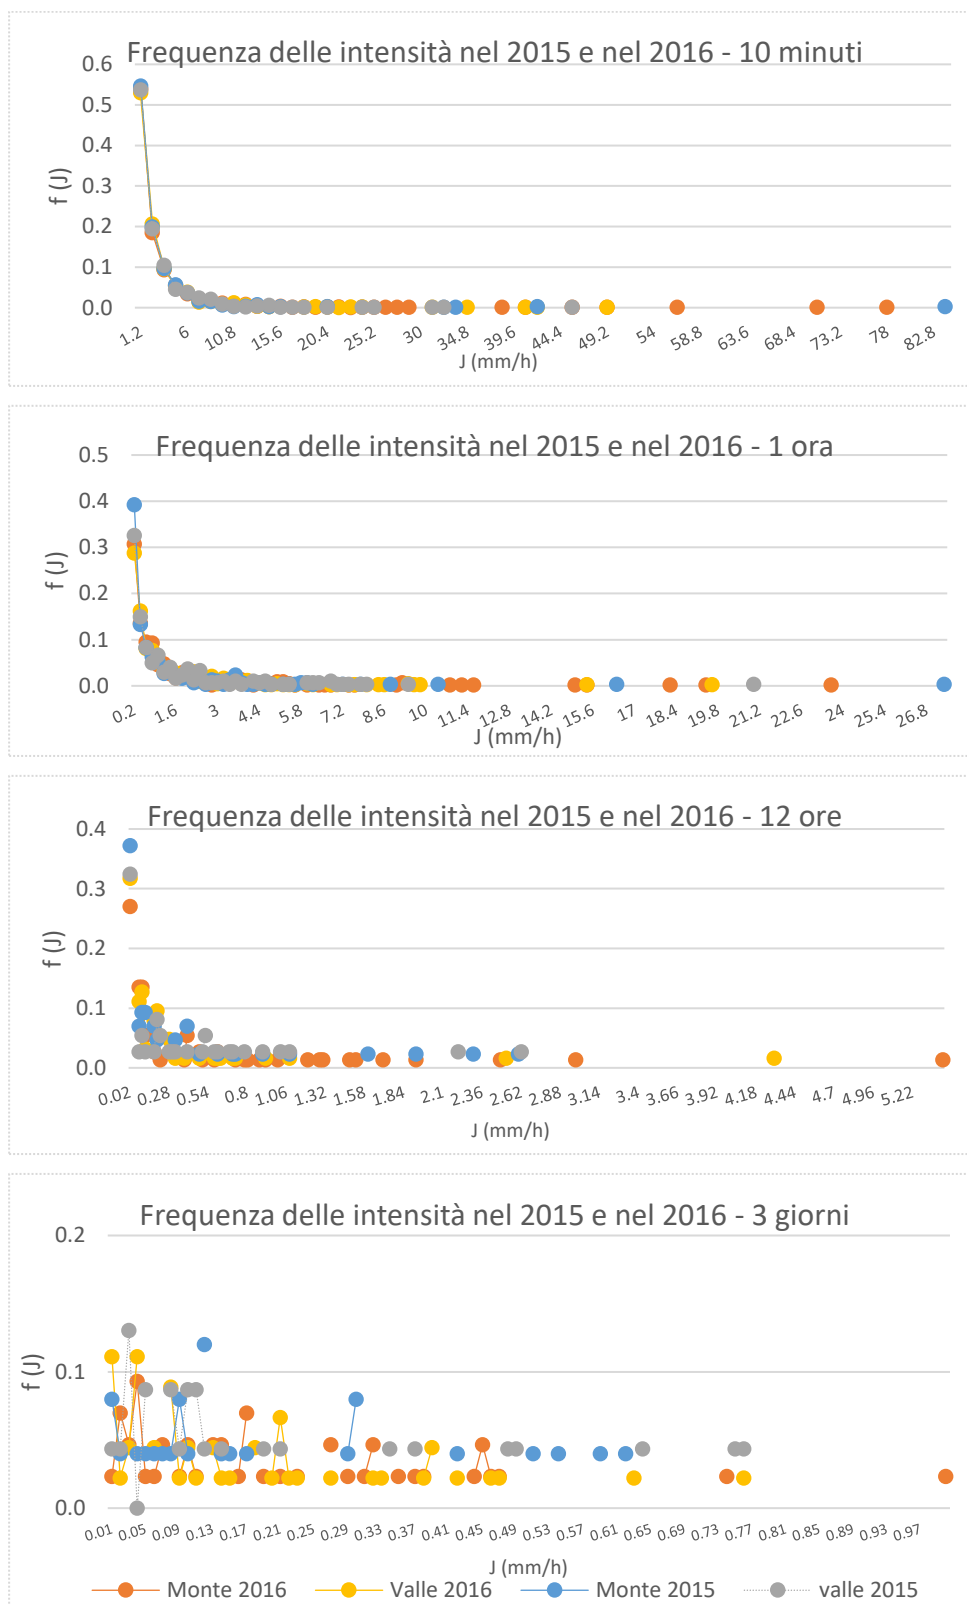 Frequenza delle intensità nel 2015 e nel 2016 - 10 minuti
0.6
0.5
0.4
0.3
0.2
0.1
0.0
f (J)
1.2 6 10.8 15.6 20.4 25.2 30 34.8 39.6 44.4 49.2 54 58.8 63.6 68.4 73.2 78 82.8
J (mm/h)
Frequenza delle intensità nel 2015 e nel 2016 - 1 ora
0.5
0.4
0.3
0.2
0.1
0.0
f (J)
0.2 1.6 3 4.4 5.8 7.2 8.6 10 11.4 12.8 14.2 15.6 17 18.4 19.8 21.2 22.6 24 25.4 26.8
J (mm/h)
Frequenza delle intensità nel 2015 e nel 2016 - 12 ore
0.4
0.3
0.2
0.1
0.0
f (J)
0.02 0.28 0.54 0.8 1.06 1.32 1.58 1.84 2.1 2.36 2.62 2.88 3.14 3.4 3.66 3.92 4.18 4.44 4.7 4.96 5.22
J (mm/h)
Frequenza delle intensità nel 2015 e nel 2016 - 3 giorni
0.2
0.1
0.0
f (J)
0.01 0.05 0.09 0.13 0.17 0.21 0.25 0.29 0.33 0.37 0.41 0.45 0.49 0.53 0.57 0.61 0.65 0.69 0.73 0.77 0.81 0.85 0.89 0.93 0.97
J (mm/h)
Monte 2016 Valle 2016 Monte 2015 valle 2015